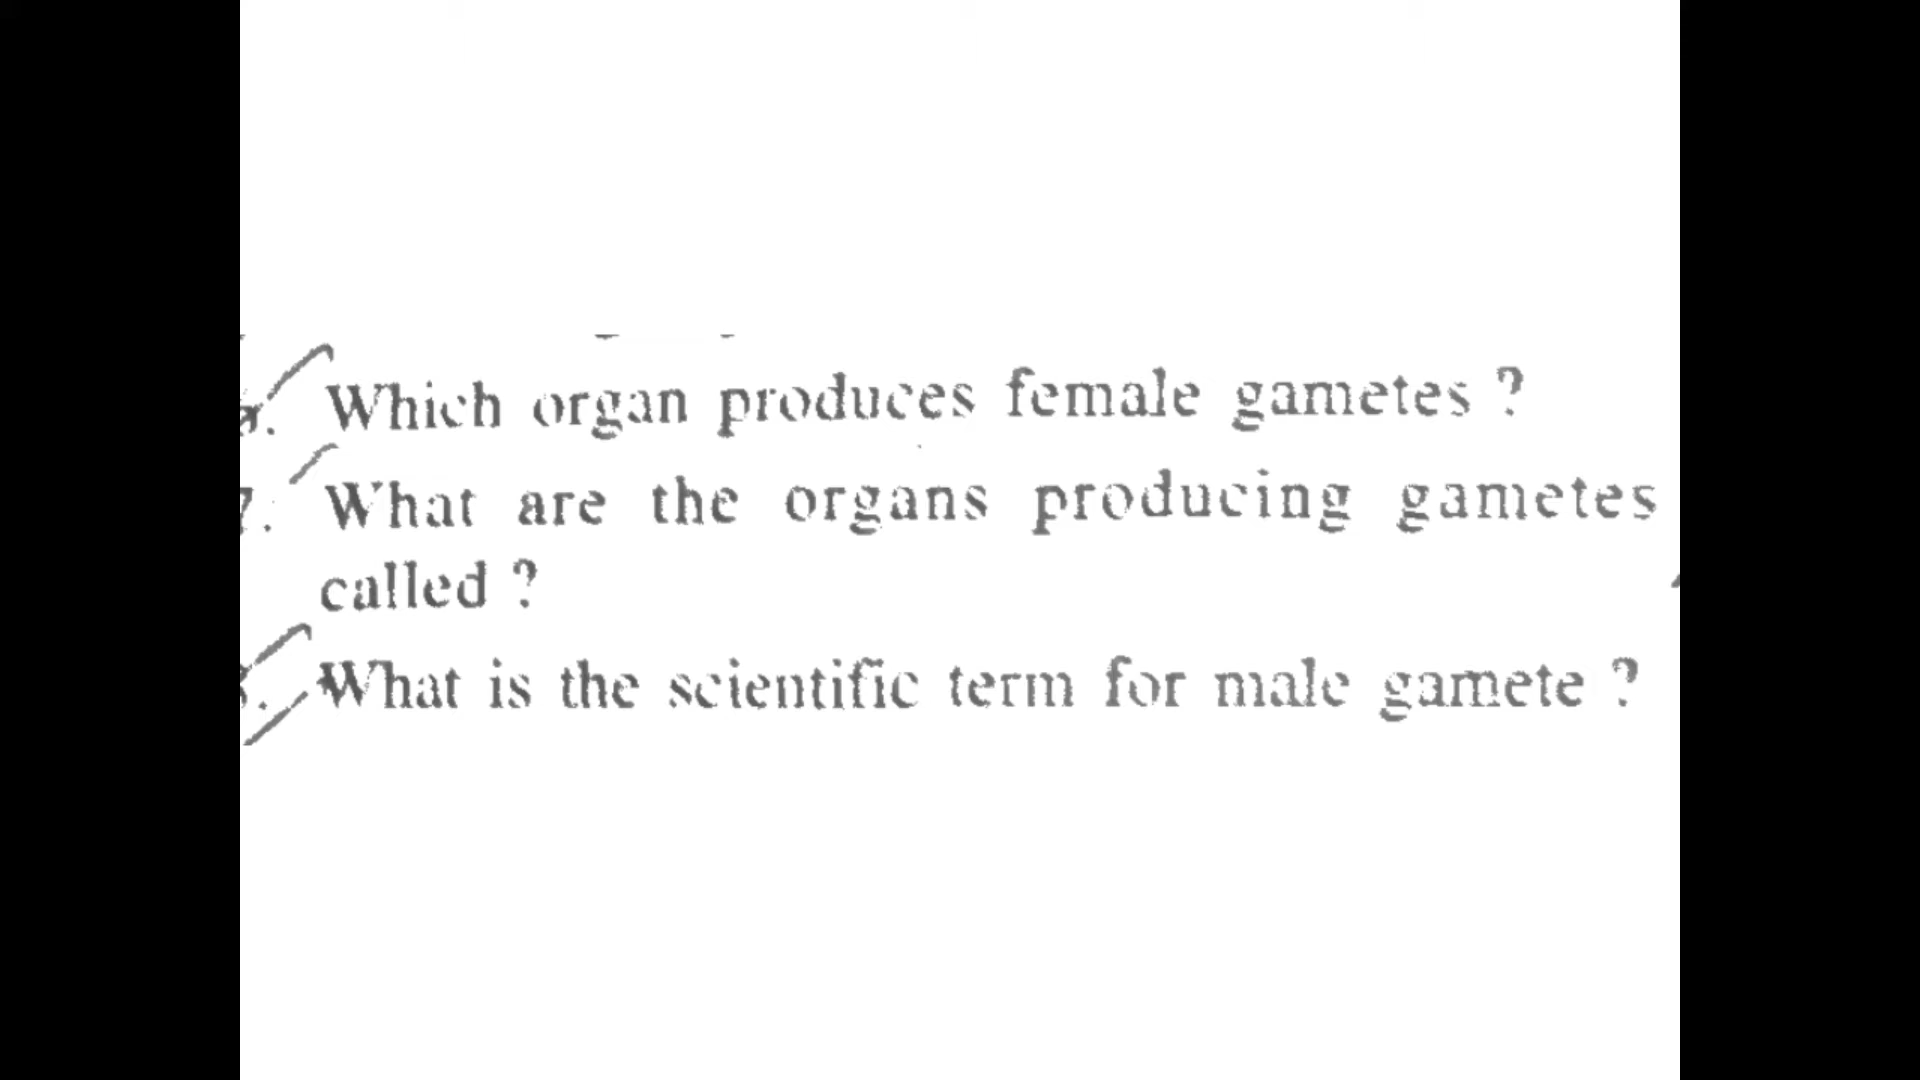 Which organ produces female gametes ?
7. What are the organs producing gametes
called ?
What is the scientific term for male gamete ?